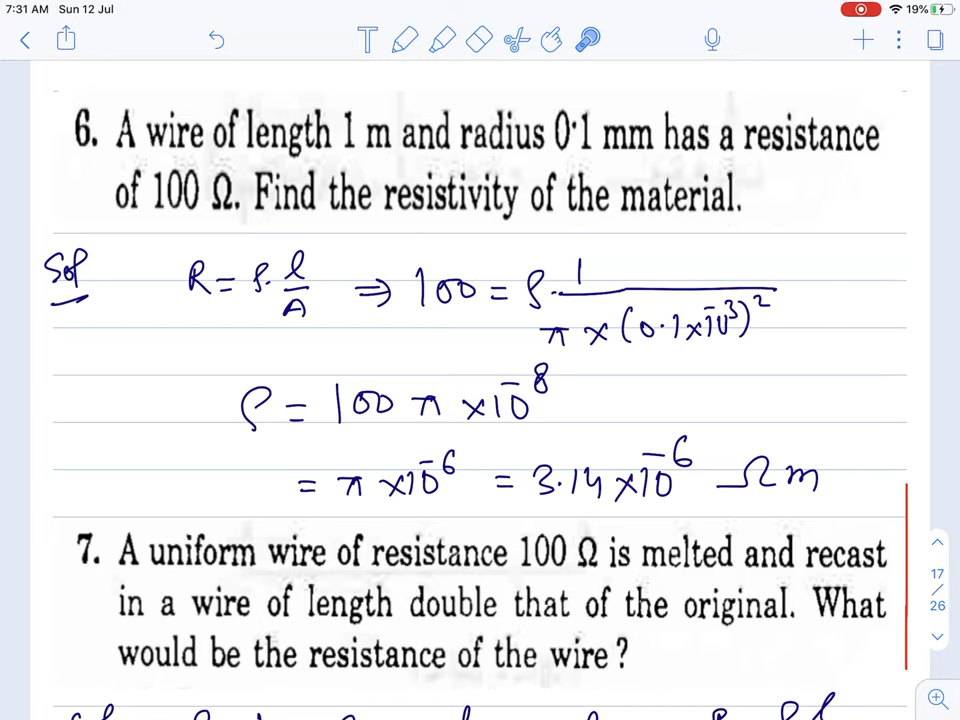 7:31 AM Sun 12 Jul
19%
T
6. A wire of length 1 m and radius 0·1 mm has a resistance
of 100 Ω. Find the resistivity of the material.
Sol R = ρ. l/A ⇒ 100 = ρ. 1/(π × (0.1×10⁻³)²)
ρ = 100 π × 10⁻⁸
= π × 10⁻⁶ = 3.14 × 10⁻⁶ Ω m
7. A uniform wire of resistance 100 Ω is melted and recast
in a wire of length double that of the original. What
would be the resistance of the wire ?
17
/
26